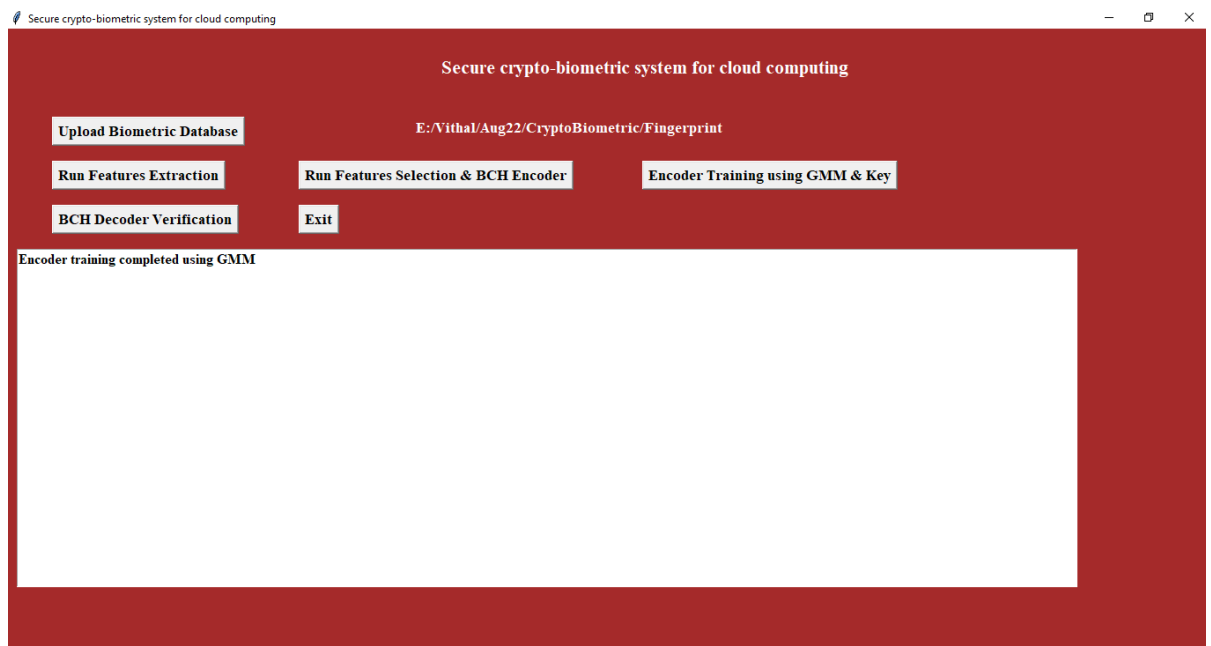 Secure crypto-biometric system for cloud computing
Secure crypto-biometric system for cloud computing
Upload Biometric Database
E:/Vithal/Aug22/CryptoBiometric/Fingerprint
Run Features Extraction
Run Features Selection & BCH Encoder
Encoder Training using GMM & Key
BCH Decoder Verification
Exit
Encoder training completed using GMM